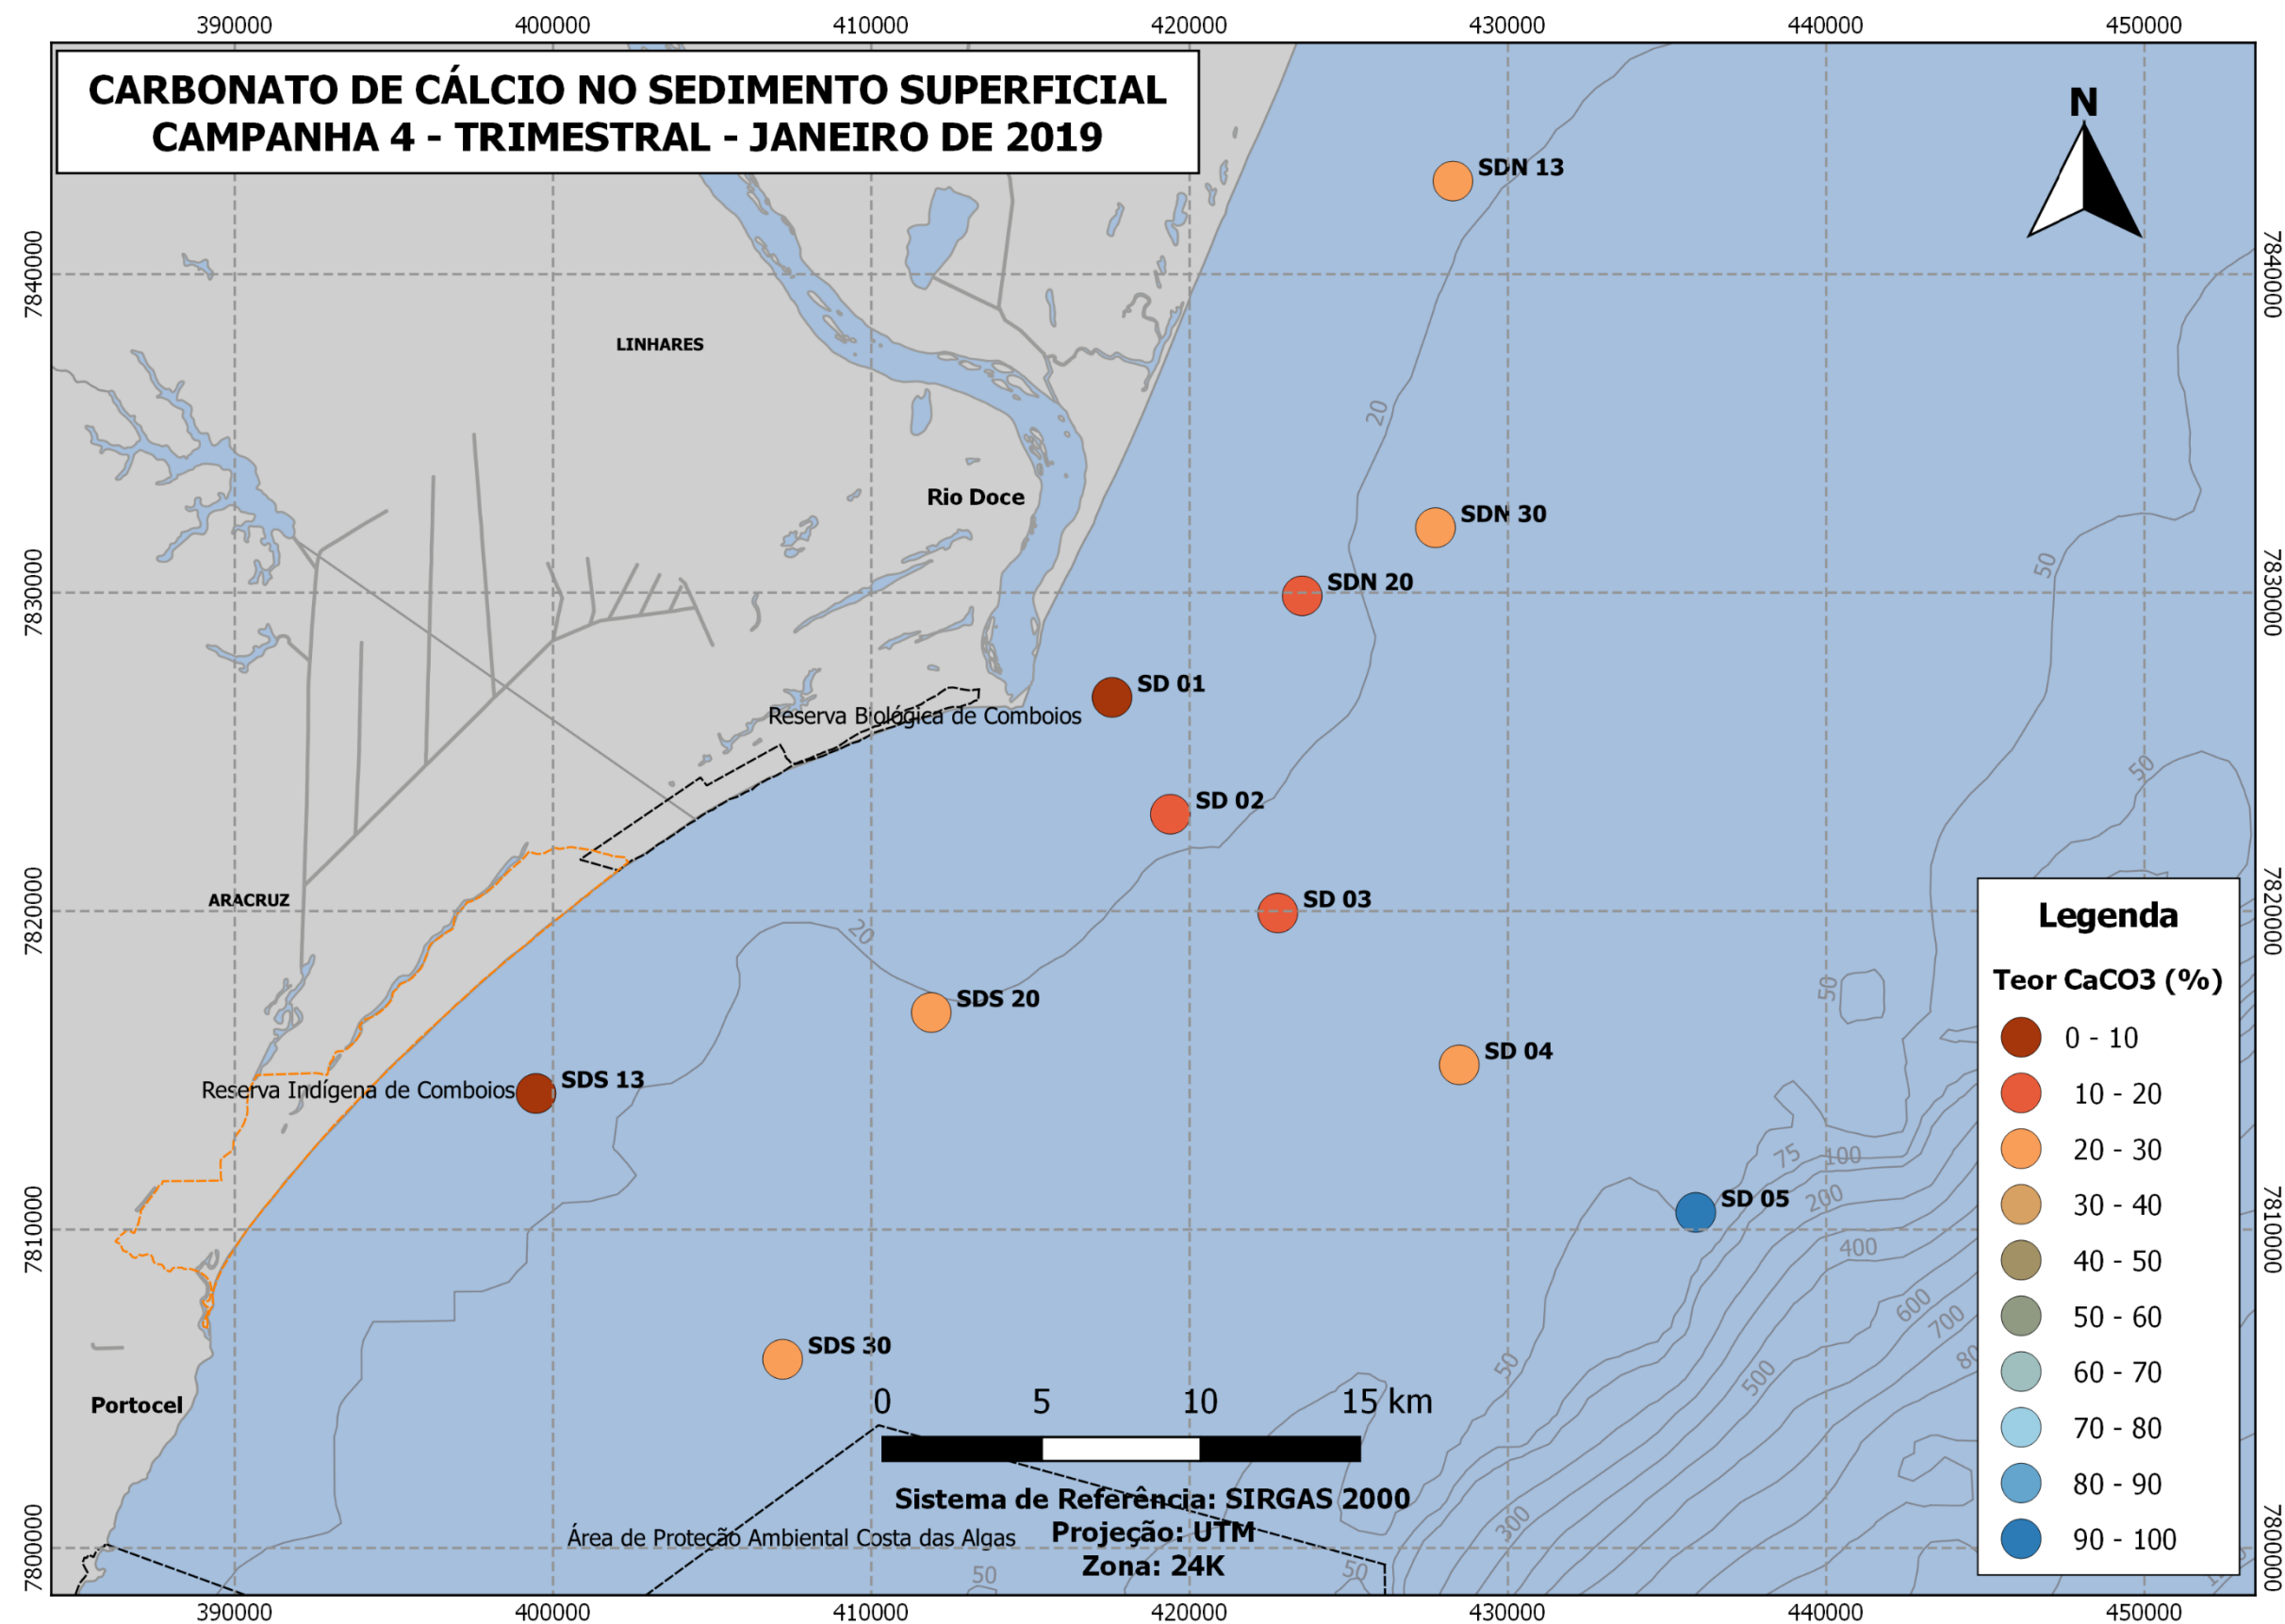 390000 400000 410000 420000 430000 440000 450000
CARBONATO DE CÁLCIO NO SEDIMENTO SUPERFICIAL
CAMPANHA 4 - TRIMESTRAL - JANEIRO DE 2019
N
SDN 13
7840000
7840000
LINHARES
20
Rio Doce
SDN 30
50
SDN 20
7830000
7830000
SD 01
Reserva Biológica de Comboios
50
SD 02
ARACRUZ
SD 03
7820000
7820000
20
50
SDS 20
SD 04
SDS 13
Reserva Indígena de Comboios
75
100
200
SD 05
400
7810000
7810000
600
700
SDS 30
50
500
Portocel
0 5 10 15 km
Sistema de Referência: SIRGAS 2000
Projeção: UTM
Zona: 24K
300
Área de Proteção Ambiental Costa das Algas
50
50
7800000
7800000
Legenda
Teor CaCO3 (%)
0 - 10
10 - 20
20 - 30
30 - 40
40 - 50
50 - 60
60 - 70
70 - 80
80 - 90
90 - 100
390000 400000 410000 420000 430000 440000 450000